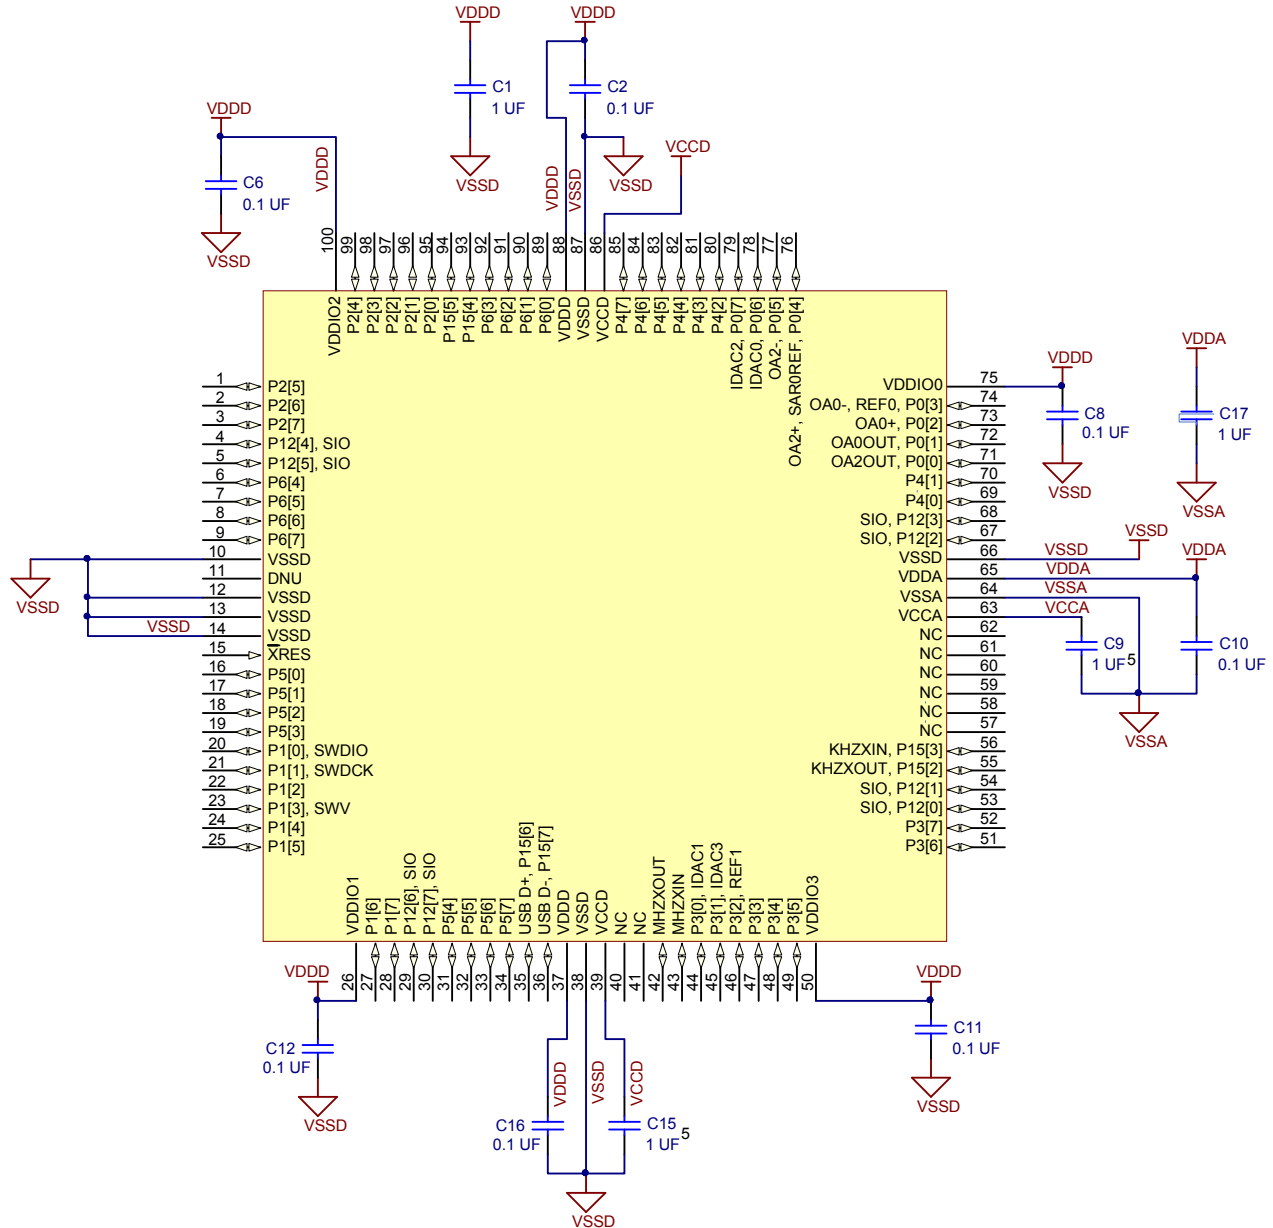 VDDD
C1
1 UF
VSSD
VDDD
C2
0.1 UF
VSSD
VDDD
VSSD
VCCD
VDDD
C6
0.1 UF
VSSD
VDDD
100 VDDIO2
99 P2[4]
98 P2[3]
97 P2[2]
96 P2[1]
95 P2[0]
94 P15[5]
93 P15[4]
92 P6[3]
91 P6[2]
90 P6[1]
89 P6[0]
88 VDDD
87 VSSD
86 VCCD
85 P4[7]
84 P4[6]
83 P4[5]
82 P4[4]
81 P4[3]
80 P4[2]
79 IDAC2, P0[7]
78 IDAC0, P0[6]
77 OA2-, P0[5]
76 OA2+, SAR0REF, P0[4]
1 P2[5]
2 P2[6]
3 P2[7]
4 P12[4], SIO
5 P12[5], SIO
6 P6[4]
7 P6[5]
8 P6[6]
9 P6[7]
10 VSSD
11 DNU
12 VSSD
13 VSSD
VSSD 14 VSSD
15 XRES
16 P5[0]
17 P5[1]
18 P5[2]
19 P5[3]
20 P1[0], SWDIO
21 P1[1], SWDCK
22 P1[2]
23 P1[3], SWV
24 P1[4]
25 P1[5]
VSSD
VDDIO0 75
OA0-, REF0, P0[3] 74
OA0+, P0[2] 73
OA0OUT, P0[1] 72
OA2OUT, P0[0] 71
P4[1] 70
P4[0] 69
SIO, P12[3] 68
SIO, P12[2] 67
VSSD 66 VSSD
VDDA 65 VDDA
VSSA 64 VSSA
VCCA 63 VCCA
NC 62
NC 61
NC 60
NC 59
NC 58
NC 57
KHZXIN, P15[3] 56
KHZXOUT, P15[2] 55
SIO, P12[1] 54
SIO, P12[0] 53
P3[7] 52
P3[6] 51
VDDD
C8
0.1 UF
VSSD
VDDA
C17
1 UF
VSSA
VSSD
VDDA
C9
1 UF5
C10
0.1 UF
VSSA
VDDIO1 26
P1[6] 27
P1[7] 28
P12[6], SIO 29
P12[7], SIO 30
P5[4] 31
P5[5] 32
P5[6] 33
P5[7] 34
USB D+, P15[6] 35
USB D-, P15[7] 36
VDDD 37
VSSD 38
VCCD 39
NC 40
NC 41
MHZXOUT 42
MHZXIN 43
P3[0], IDAC1 44
P3[1], IDAC3 45
P3[2], REF1 46
P3[3] 47
P3[4] 48
P3[5] 49
VDDIO3 50
VDDD
C12
0.1 UF
VSSD
VDDD
VSSD
VCCD
C16
0.1 UF
C15
1 UF5
VSSD
VDDD
C11
0.1 UF
VSSD